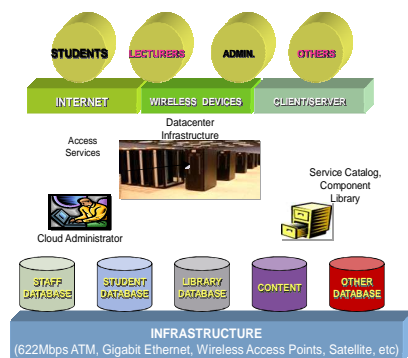 STUDENTS
LECTURERS
ADMIN.
OTHERS
INTERNET
WIRELESS DEVICES
CLIENT/SERVER
Datacenter
Infrastructure
Access
Services
Service Catalog,
Component
Library
Cloud Administrator
STAFF
DATABASE
STUDENT
DATABASE
LIBRARY
DATABASE
CONTENT
OTHER
DATABASE
INFRASTRUCTURE
(622Mbps ATM, Gigabit Ethernet, Wireless Access Points, Satellite, etc)